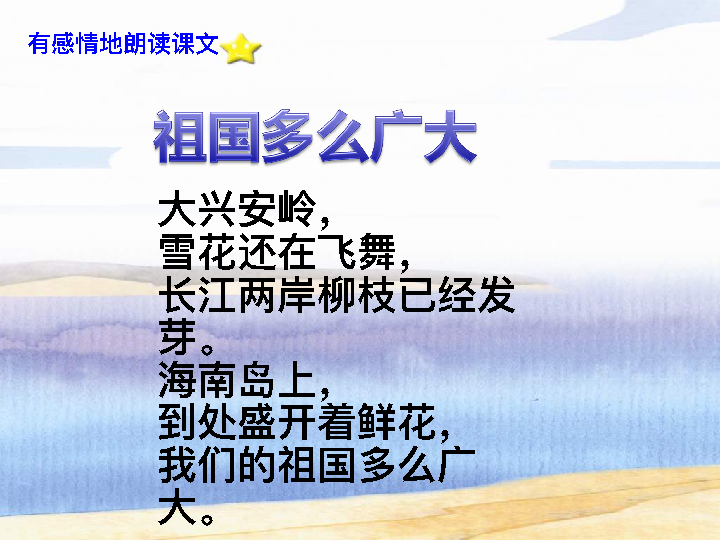 有感情地朗读课文
祖国多么广大
大兴安岭，
雪花还在飞舞，
长江两岸柳枝已经发
芽。
海南岛上，
到处盛开着鲜花，
我们的祖国多么广
大。